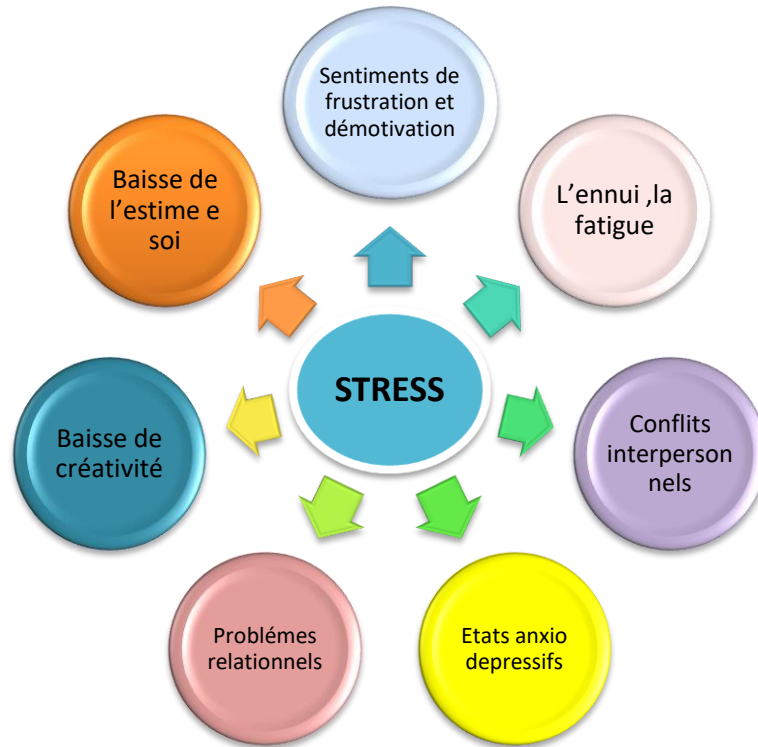 Sentiments de
frustration et
démotivation
Baisse de
l'estime e
soi
L'ennui ,la
fatigue
STRESS
Baisse de
créativité
Conflits
interperson
nels
Problémes
relationnels
Etats anxio
depressifs